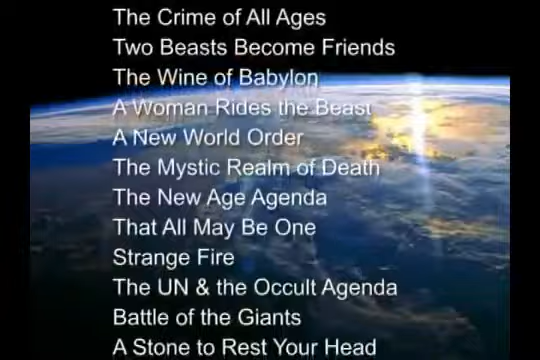 The Crime of All Ages
Two Beasts Become Friends
The Wine of Babylon
A Woman Rides the Beast
A New World Order
The Mystic Realm of Death
The New Age Agenda
That All May Be One
Strange Fire
The UN & the Occult Agenda
Battle of the Giants
A Stone to Rest Your Head